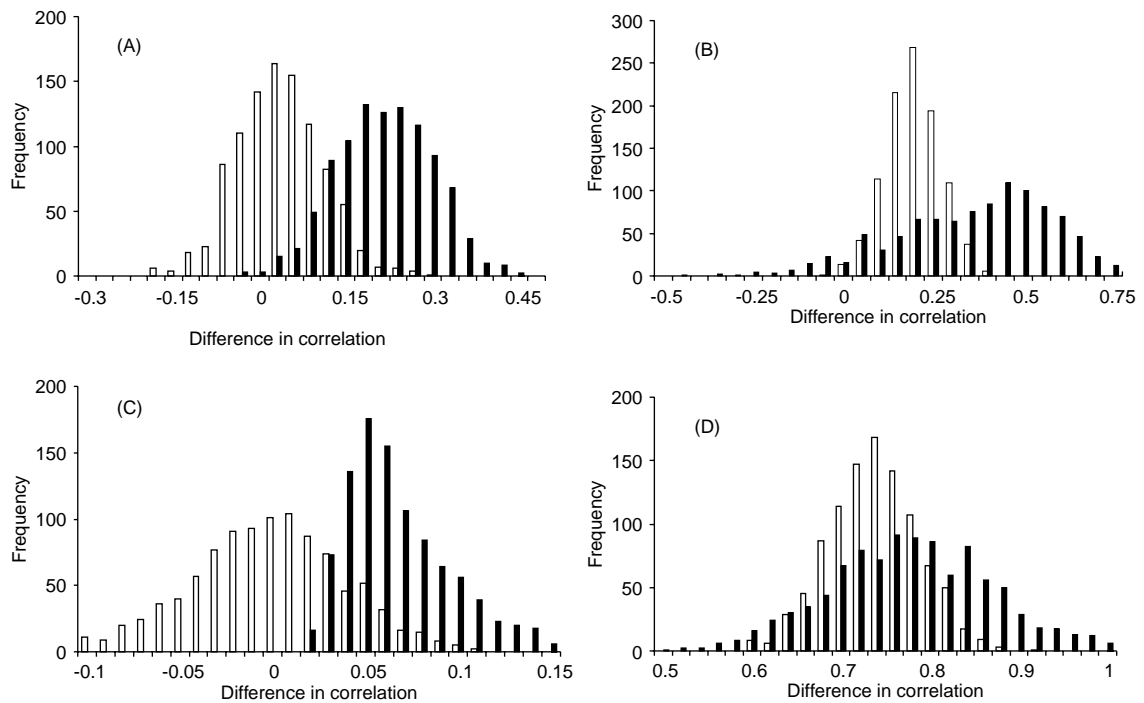 (A)
200
150
100
50
0
Frequency
-0.3 -0.15 0 0.15 0.3 0.45
Difference in correlation
(B)
300
250
200
150
100
50
0
Frequency
-0.5 -0.25 0 0.25 0.5 0.75
Difference in correlation
(C)
200
150
100
50
0
Frequency
-0.1 -0.05 0 0.05 0.10 0.15
Difference in correlation
(D)
200
150
100
50
0
Frequency
0.5 0.6 0.7 0.8 0.9 1
Difference in correlation